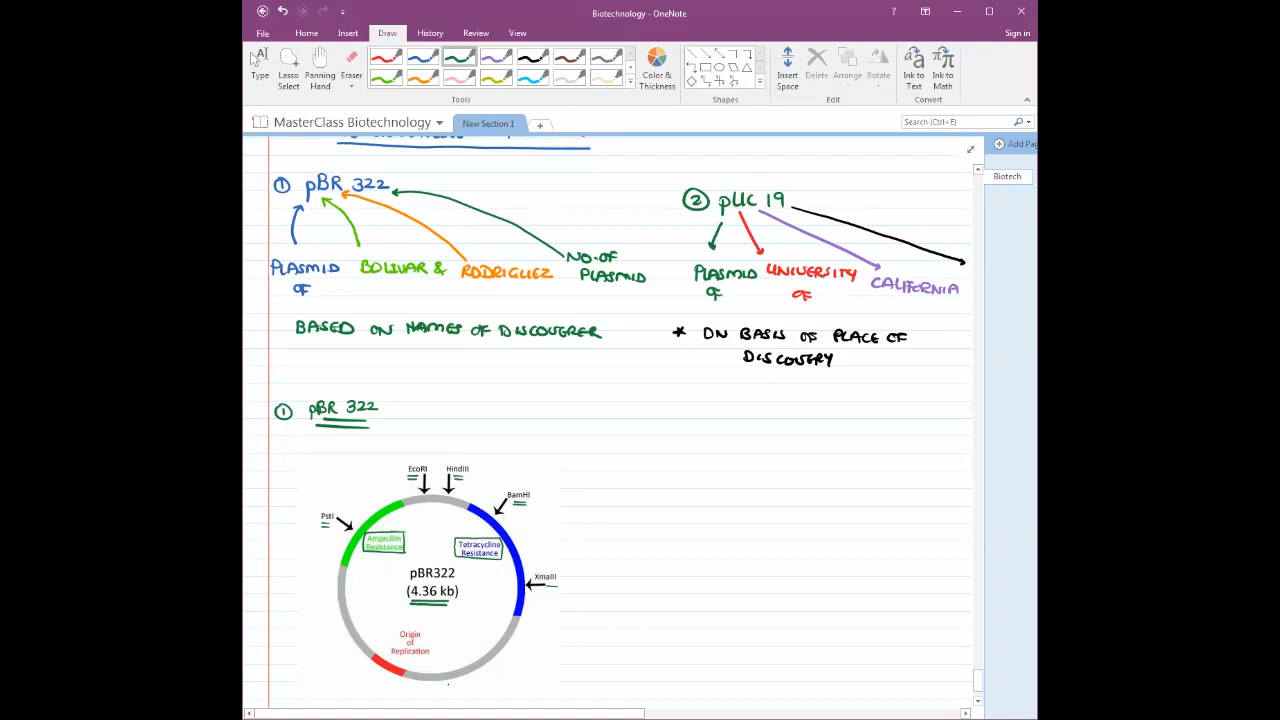 Biotechnology - OneNote
File Home Insert Draw History Review View
Sign in
Type
Lasso Select
Panning Hand
Eraser
Color & Thickness
Insert Space
Delete
Arrange
Rotate
Ink to Text
Ink to Math
Tools
Shapes
Edit
Convert
MasterClass Biotechnology
New Section 1
Search (Ctrl+E)
Add Pag
Biotech
① pBR 322
PLASMID OF
BOLIVAR &
RODRIGUEZ
NO. OF PLASMID
BASED ON NAMES OF DISCOVERER
② pUC 19
PLASMID OF
UNIVERSITY OF
CALIFORNIA
* ON BASIS OF PLACE OF
DISCOVERY
① pBR 322
EcoRI
HindIII
BamHI
PstI
Ampicillin
Resistance
Tetracycline
Resistance
pBR322
(4.36 kb)
XmaIII
Origin
of
Replication